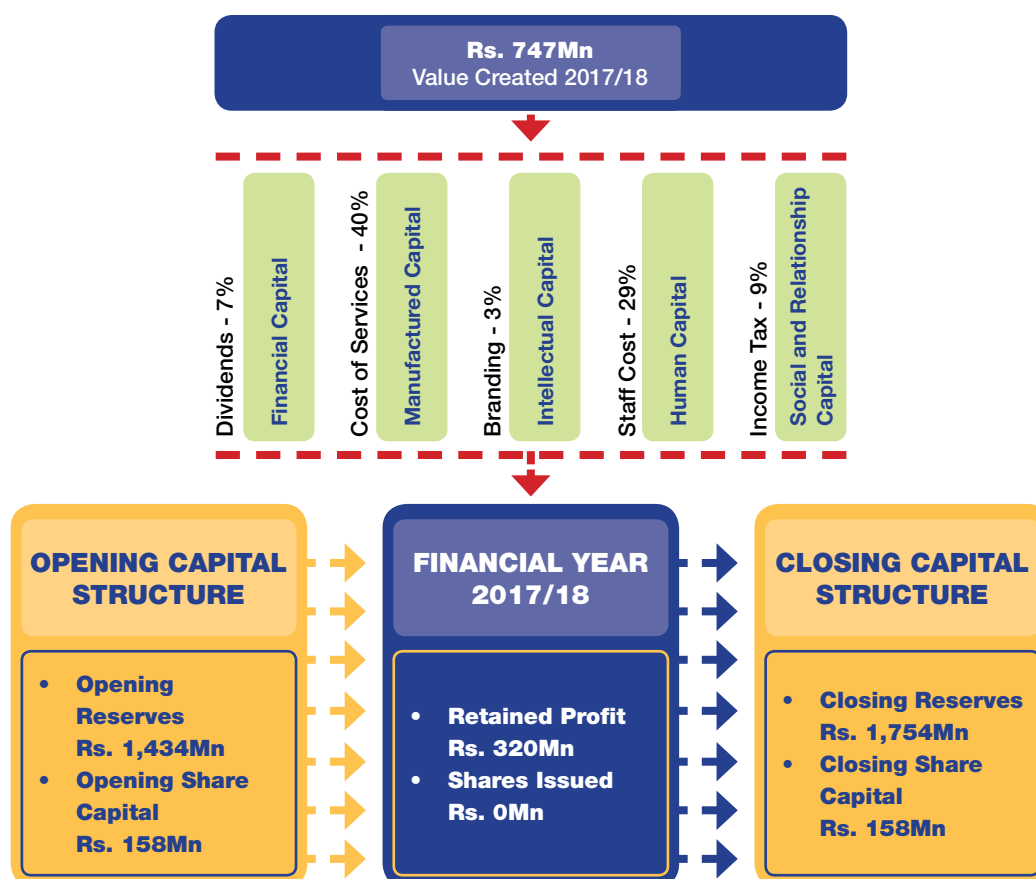 Rs. 747Mn
Value Created 2017/18
Dividends - 7%
Financial Capital
Cost of Services - 40%
Manufactured Capital
Branding - 3%
Intellectual Capital
Staff Cost - 29%
Human Capital
Income Tax - 9%
Social and Relationship
Capital
OPENING CAPITAL
STRUCTURE
• Opening
Reserves
Rs. 1,434Mn
• Opening Share
Capital
Rs. 158Mn
FINANCIAL YEAR
2017/18
• Retained Profit
Rs. 320Mn
• Shares Issued
Rs. 0Mn
CLOSING CAPITAL
STRUCTURE
• Closing Reserves
Rs. 1,754Mn
• Closing Share
Capital
Rs. 158Mn